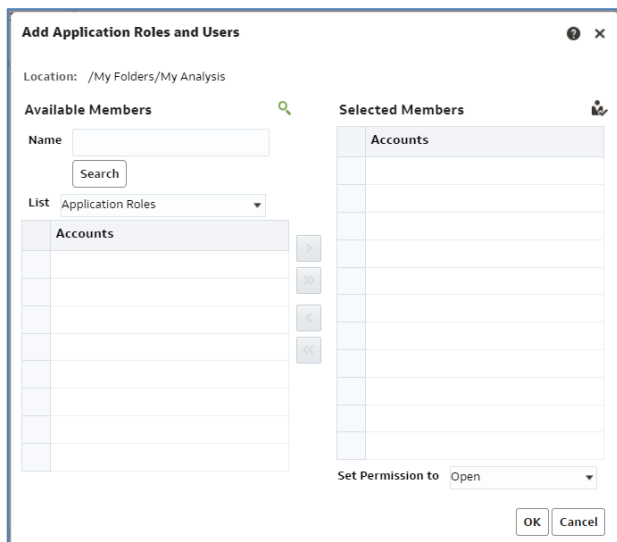 Add Application Roles and Users
Location: /My Folders/My Analysis
Available Members
Name
Search
List Application Roles
Accounts
Selected Members
Accounts
Set Permission to Open
OK Cancel